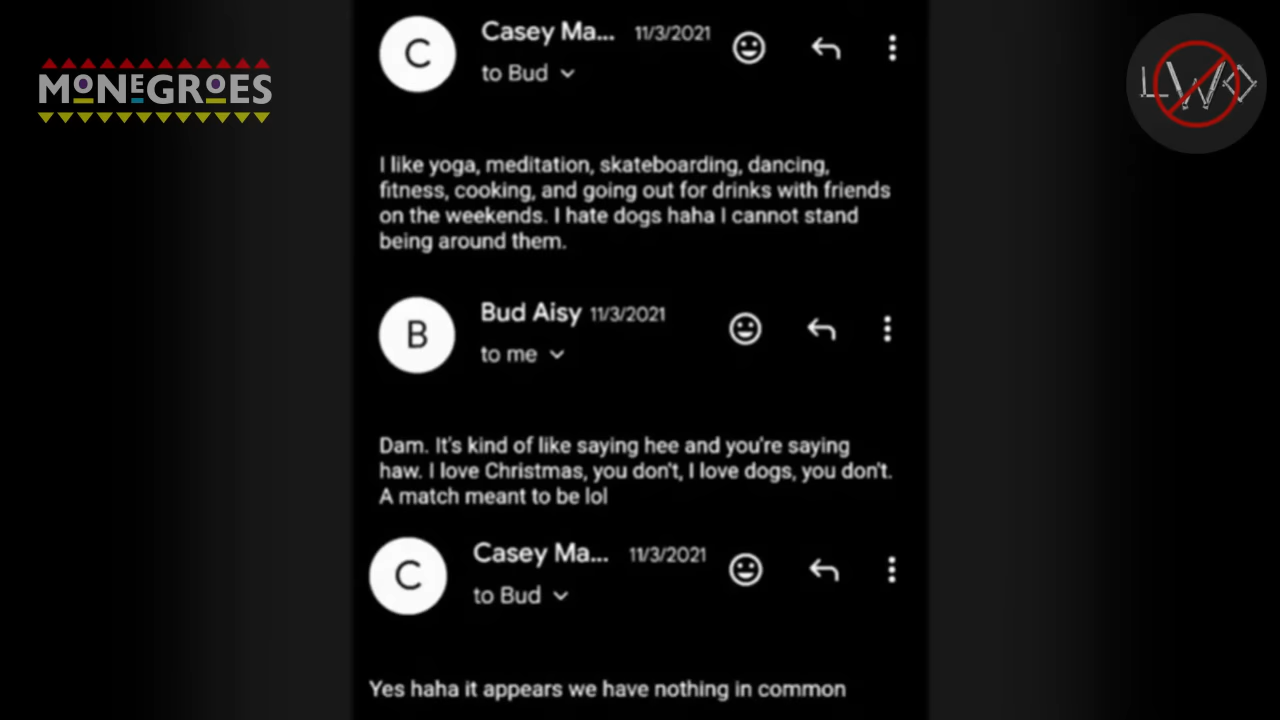 MONEGROES
LWD
C
Casey Ma... 11/3/2021
to Bud
I like yoga, meditation, skateboarding, dancing,
fitness, cooking, and going out for drinks with friends
on the weekends. I hate dogs haha I cannot stand
being around them.
B
Bud Aisy 11/3/2021
to me
Dam. It's kind of like saying hee and you're saying
haw. I love Christmas, you don't, I love dogs, you don't.
A match meant to be lol
C
Casey Ma... 11/3/2021
to Bud
Yes haha it appears we have nothing in common